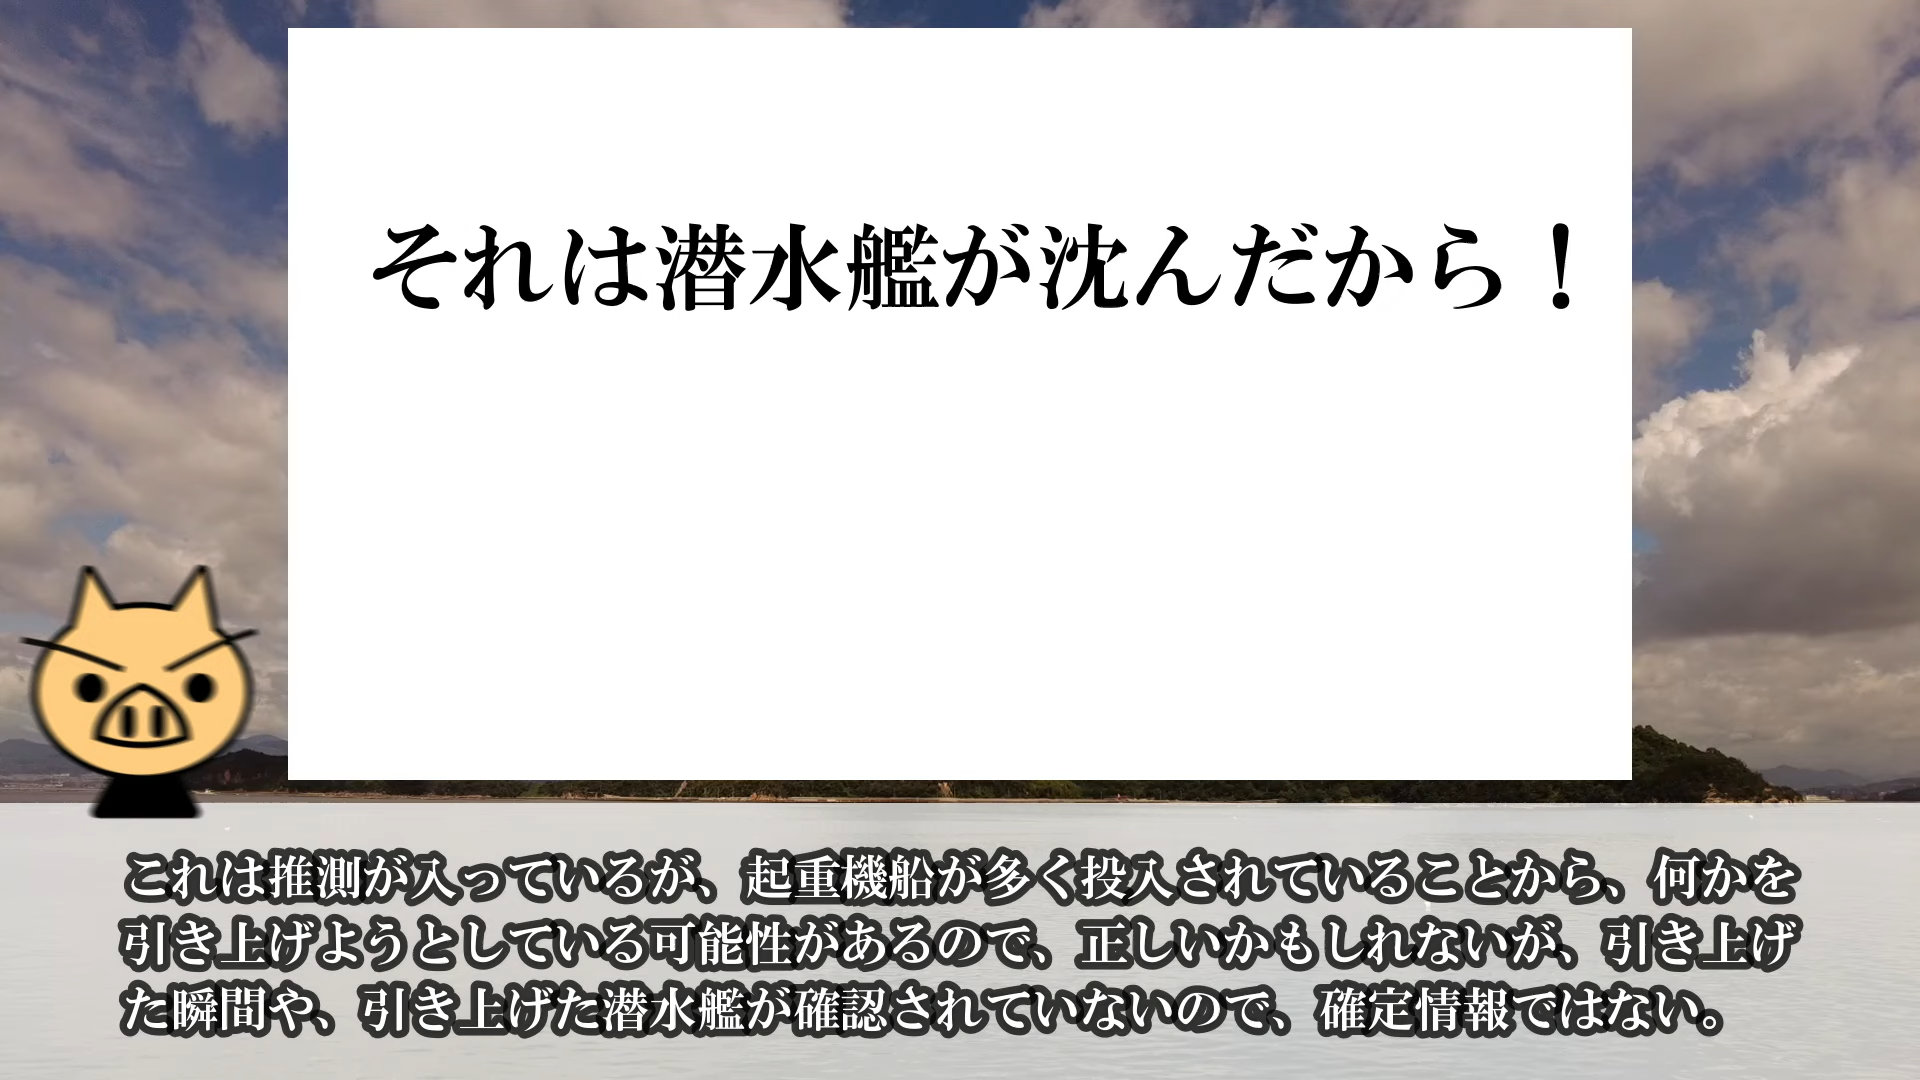 それは潜水艦が沈んだから！
これは推測が入っているが、起重機船が多く投入されていることから、何かを
引き上げようとしている可能性があるので、正しいかもしれないが、引き上げ
た瞬間や、引き上げた潜水艦が確認されていないので、確定情報ではない。